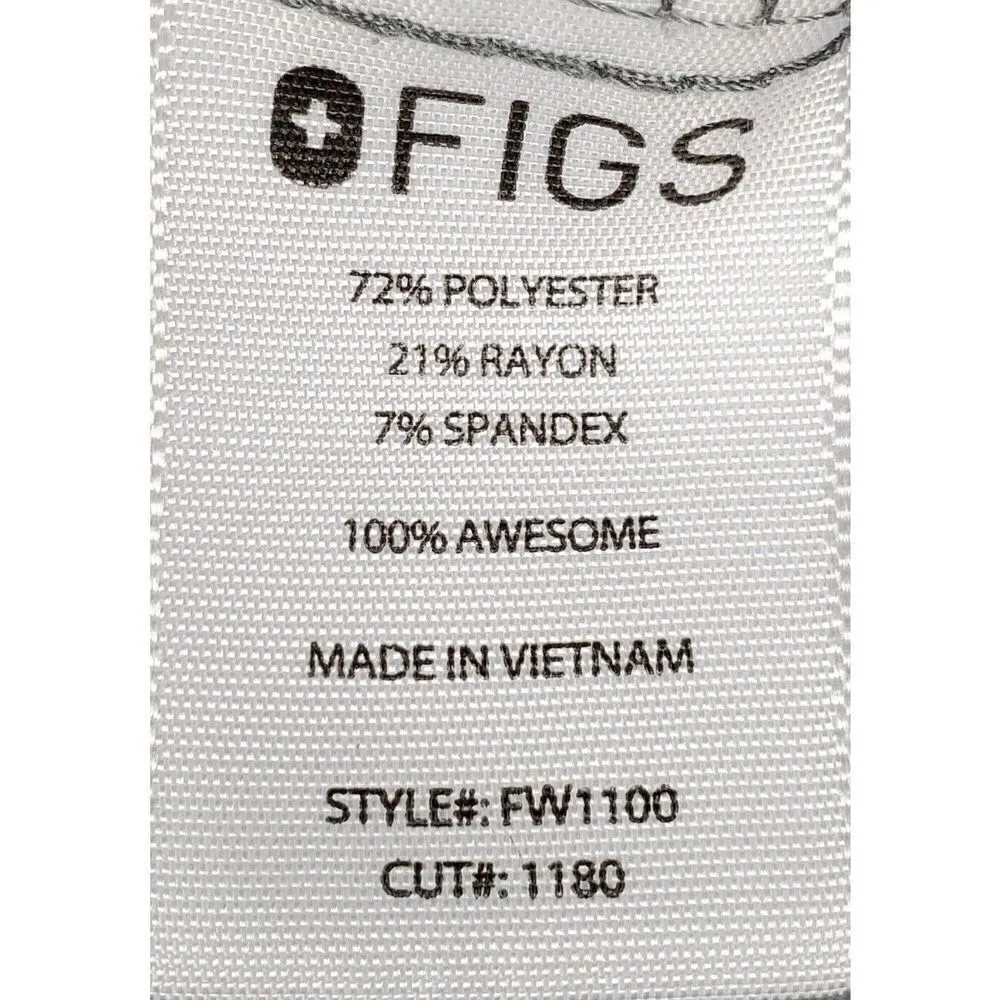 FIGS
72% POLYESTER
21% RAYON
7% SPANDEX
100% AWESOME
MADE IN VIETNAM
STYLE#: FW1100
CUT#: 1180